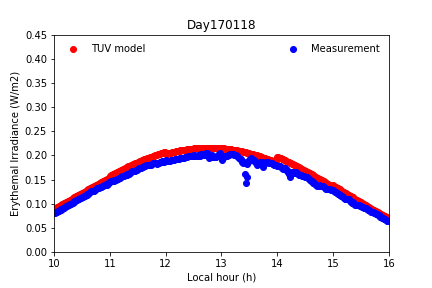 Day170118
TUV model
Measurement
Erythemal Irradiance (W/m2)
0.45
0.40
0.35
0.30
0.25
0.20
0.15
0.10
0.05
0.00
10 11 12 13 14 15 16
Local hour (h)